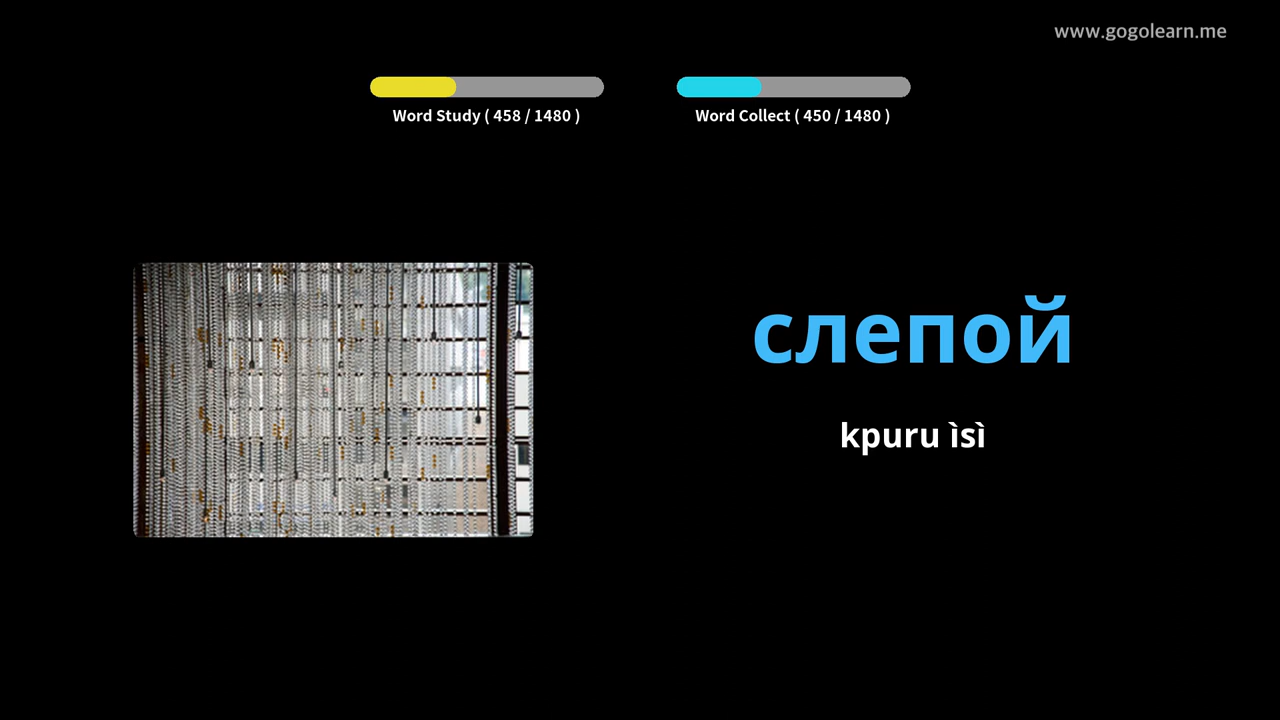 www.gogolearn.me
Word Study ( 458 / 1480 )
Word Collect ( 450 / 1480 )
слепой
kpuru ìsì